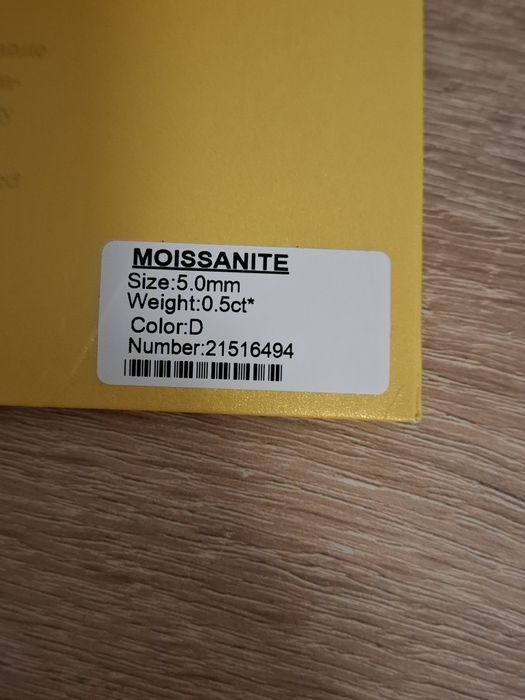 MOISSANITE
Size:5.0mm
Weight:0.5ct*
Color:D
Number:21516494